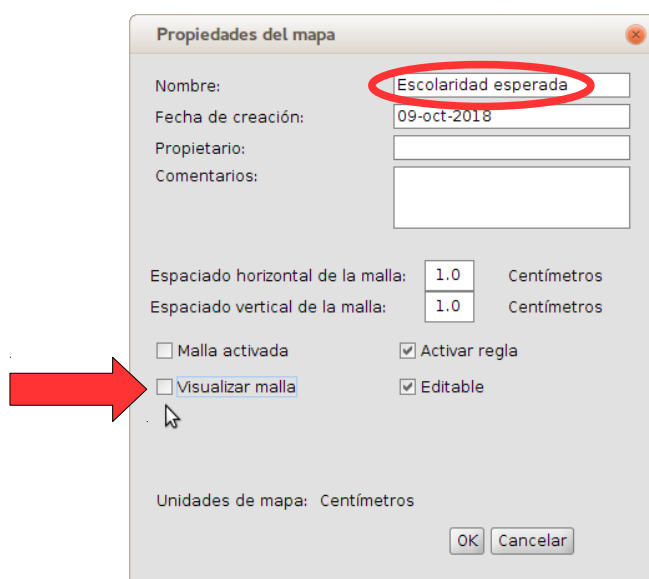 Propiedades del mapa
Nombre: Escolaridad esperada
Fecha de creación: 09-oct-2018
Propietario:
Comentarios:
Espaciado horizontal de la malla: 1.0 Centímetros
Espaciado vertical de la malla: 1.0 Centímetros
Malla activada Activar regla
Visualizar malla Editable
Unidades de mapa: Centímetros
OK Cancelar